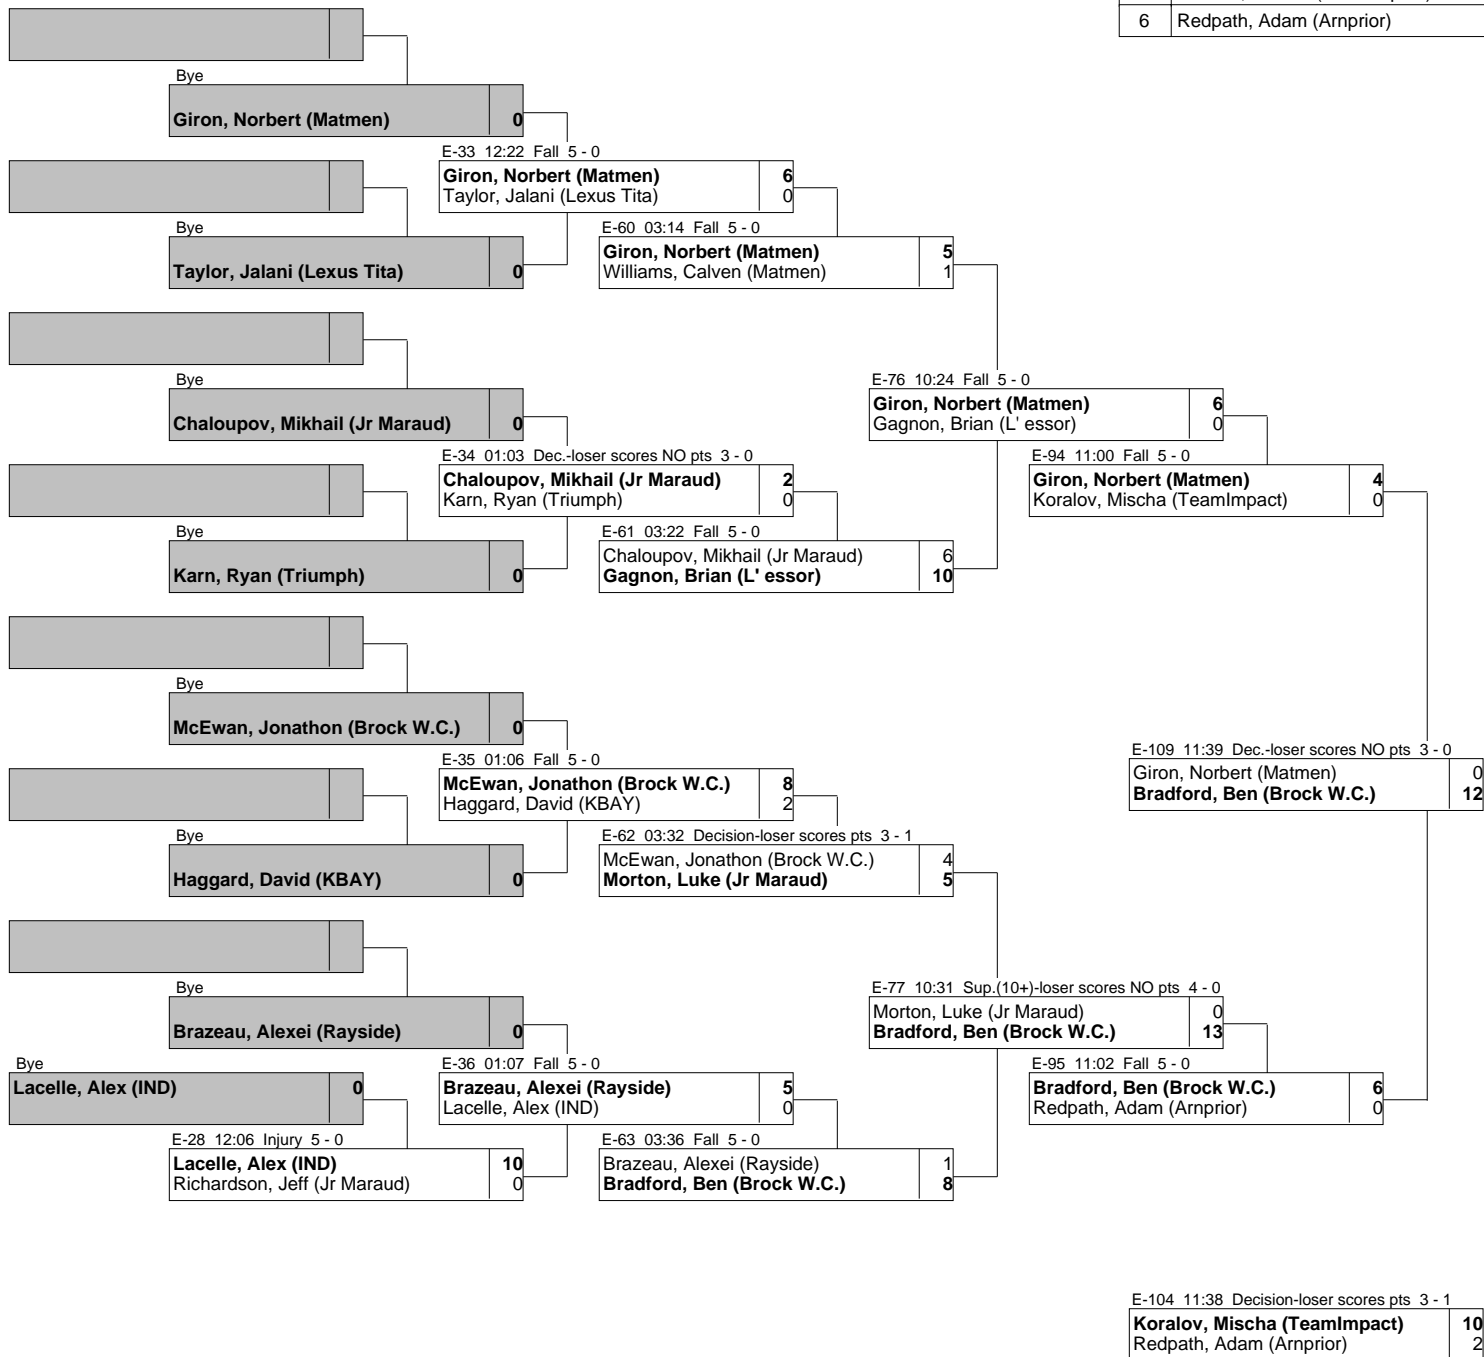 6 Redpath, Adam (Arnprior)
Bye
Giron, Norbert (Matmen) 0
E-33 12:22 Fall 5 - 0
Giron, Norbert (Matmen) 6
Taylor, Jalani (Lexus Tita) 0
Bye
Taylor, Jalani (Lexus Tita) 0
E-60 03:14 Fall 5 - 0
Giron, Norbert (Matmen) 5
Williams, Calven (Matmen) 1
Bye
Chaloupov, Mikhail (Jr Maraud) 0
E-76 10:24 Fall 5 - 0
Giron, Norbert (Matmen) 6
Gagnon, Brian (L' essor) 0
E-34 01:03 Dec.-loser scores NO pts 3 - 0
Chaloupov, Mikhail (Jr Maraud) 2
Karn, Ryan (Triumph) 0
E-94 11:00 Fall 5 - 0
Giron, Norbert (Matmen) 4
Koralov, Mischa (TeamImpact) 0
Bye
Karn, Ryan (Triumph) 0
E-61 03:22 Fall 5 - 0
Chaloupov, Mikhail (Jr Maraud) 6
Gagnon, Brian (L' essor) 10
Bye
McEwan, Jonathon (Brock W.C.) 0
E-35 01:06 Fall 5 - 0
McEwan, Jonathon (Brock W.C.) 8
Haggard, David (KBAY) 2
E-109 11:39 Dec.-loser scores NO pts 3 - 0
Giron, Norbert (Matmen) 0
Bradford, Ben (Brock W.C.) 12
Bye
Haggard, David (KBAY) 0
E-62 03:32 Decision-loser scores pts 3 - 1
McEwan, Jonathon (Brock W.C.) 4
Morton, Luke (Jr Maraud) 5
Bye
Brazeau, Alexei (Rayside) 0
E-77 10:31 Sup.(10+)-loser scores NO pts 4 - 0
Morton, Luke (Jr Maraud) 0
Bradford, Ben (Brock W.C.) 13
Bye
Lacelle, Alex (IND) 0
E-36 01:07 Fall 5 - 0
Brazeau, Alexei (Rayside) 5
Lacelle, Alex (IND) 0
E-95 11:02 Fall 5 - 0
Bradford, Ben (Brock W.C.) 6
Redpath, Adam (Arnprior) 0
E-28 12:06 Injury 5 - 0
Lacelle, Alex (IND) 10
Richardson, Jeff (Jr Maraud) 0
E-63 03:36 Fall 5 - 0
Brazeau, Alexei (Rayside) 1
Bradford, Ben (Brock W.C.) 8
E-104 11:38 Decision-loser scores pts 3 - 1
Koralov, Mischa (TeamImpact) 10
Redpath, Adam (Arnprior) 2